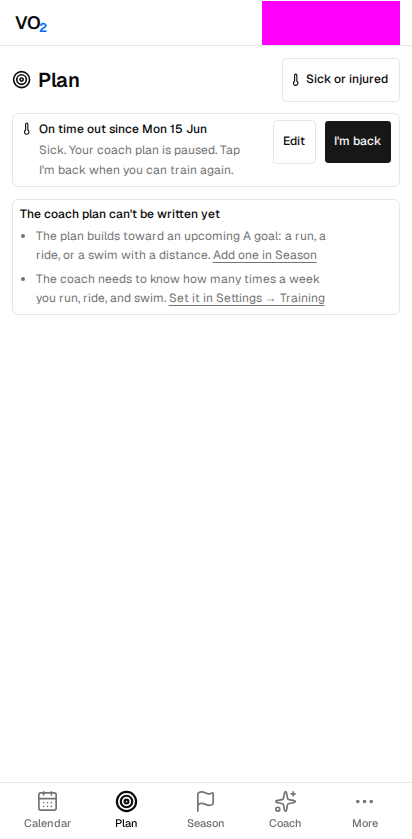 VO2
Plan
Sick or injured
On time out since Mon 15 Jun
Sick. Your coach plan is paused. Tap
I'm back when you can train again.
Edit
I'm back
The coach plan can't be written yet
• The plan builds toward an upcoming A goal: a run, a
ride, or a swim with a distance. Add one in Season
• The coach needs to know how many times a week
you run, ride, and swim. Set it in Settings → Training
Calendar
Plan
Season
Coach
More